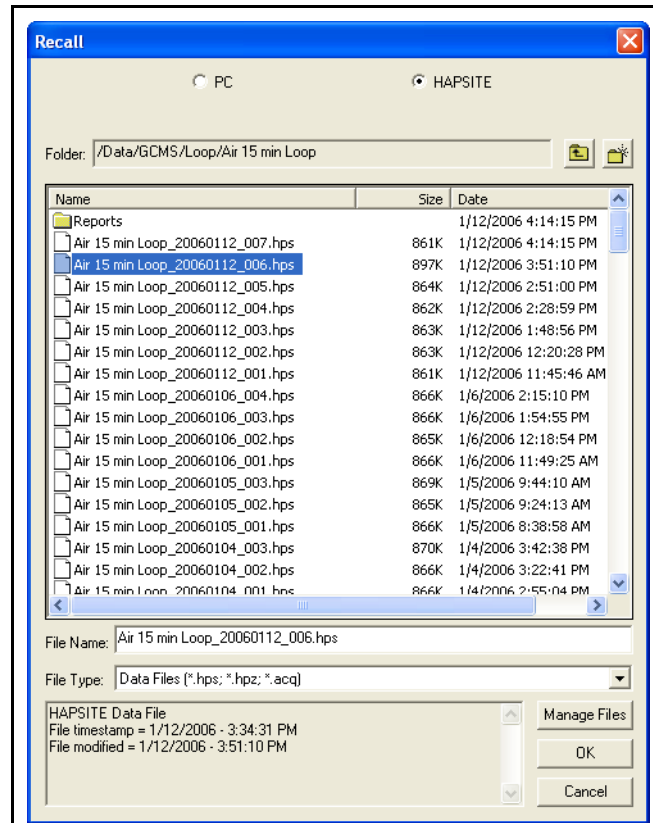 Recall
PC HAPSITE
Folder: /Data/GCMS/Loop/Air 15 min Loop
Name Size Date
Reports 1/12/2006 4:14:15 PM
Air 15 min Loop_20060112_007.hps 861K 1/12/2006 4:14:15 PM
Air 15 min Loop_20060112_006.hps 897K 1/12/2006 3:51:10 PM
Air 15 min Loop_20060112_005.hps 864K 1/12/2006 2:51:00 PM
Air 15 min Loop_20060112_004.hps 862K 1/12/2006 2:28:59 PM
Air 15 min Loop_20060112_003.hps 863K 1/12/2006 1:48:56 PM
Air 15 min Loop_20060112_002.hps 863K 1/12/2006 12:20:28 PM
Air 15 min Loop_20060112_001.hps 861K 1/12/2006 11:45:46 AM
Air 15 min Loop_20060106_004.hps 866K 1/6/2006 2:15:10 PM
Air 15 min Loop_20060106_003.hps 866K 1/6/2006 1:54:55 PM
Air 15 min Loop_20060106_002.hps 865K 1/6/2006 12:18:54 PM
Air 15 min Loop_20060106_001.hps 866K 1/6/2006 11:49:25 AM
Air 15 min Loop_20060105_003.hps 869K 1/5/2006 9:44:10 AM
Air 15 min Loop_20060105_002.hps 865K 1/5/2006 9:24:13 AM
Air 15 min Loop_20060105_001.hps 866K 1/5/2006 8:38:58 AM
Air 15 min Loop_20060104_003.hps 870K 1/4/2006 3:42:38 PM
Air 15 min Loop_20060104_002.hps 866K 1/4/2006 3:22:41 PM
Air 15 min Loop_20060104_001.hps 866K 1/4/2006 2:55:04 PM
File Name: Air 15 min Loop_20060112_006.hps
File Type: Data Files (*.hps; *.hpz; *.acq)
HAPSITE Data File
File timestamp = 1/12/2006 - 3:34:31 PM
File modified = 1/12/2006 - 3:51:10 PM
Manage Files
OK
Cancel